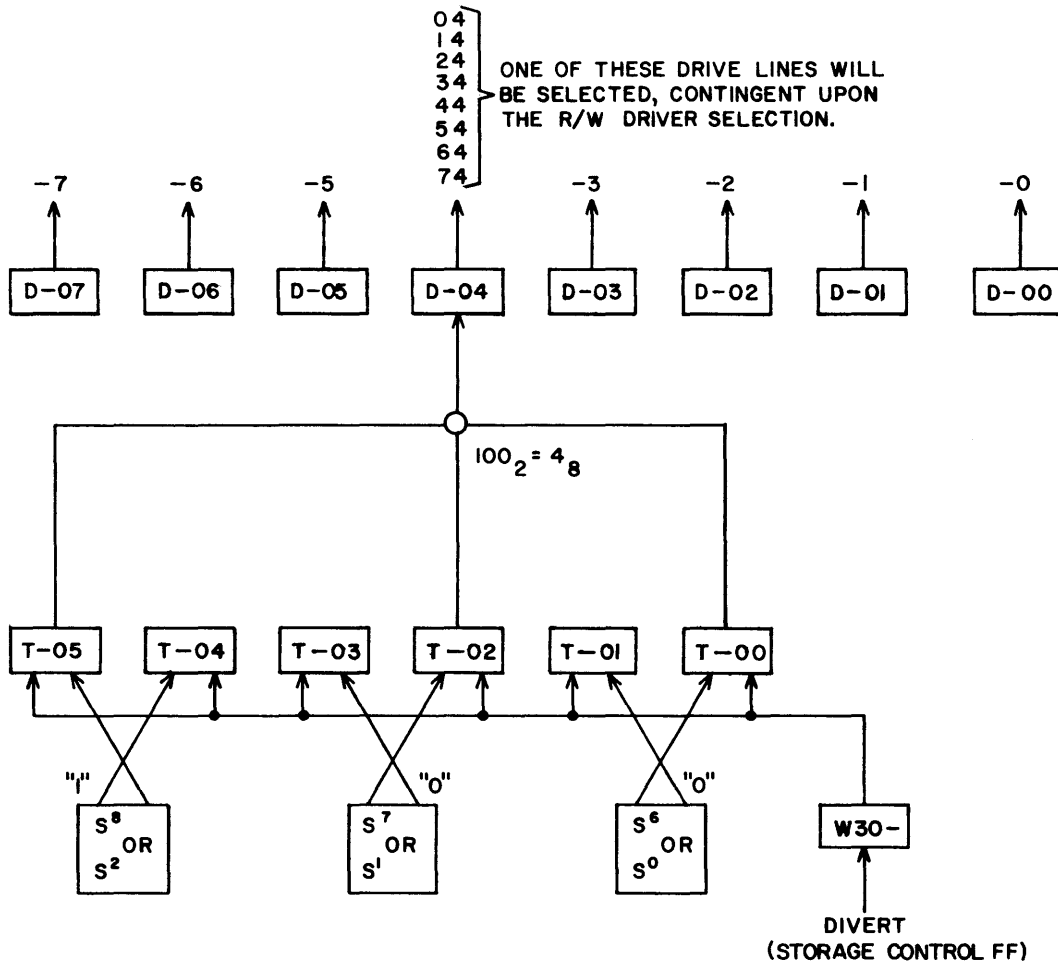 04
14
24
34
44
54
64
74
ONE OF THESE DRIVE LINES WILL
BE SELECTED, CONTINGENT UPON
THE R/W DRIVER SELECTION.
-7 -6 -5 -3 -2 -1 -0
D-07 D-06 D-05 D-04 D-03 D-02 D-01 D-00
100₂ = 4₈
T-05 T-04 T-03 T-02 T-01 T-00
"1" "0" "0"
S⁸ OR S²
S⁷ OR S¹
S⁶ OR S⁰
W30-
DIVERT
(STORAGE CONTROL FF)